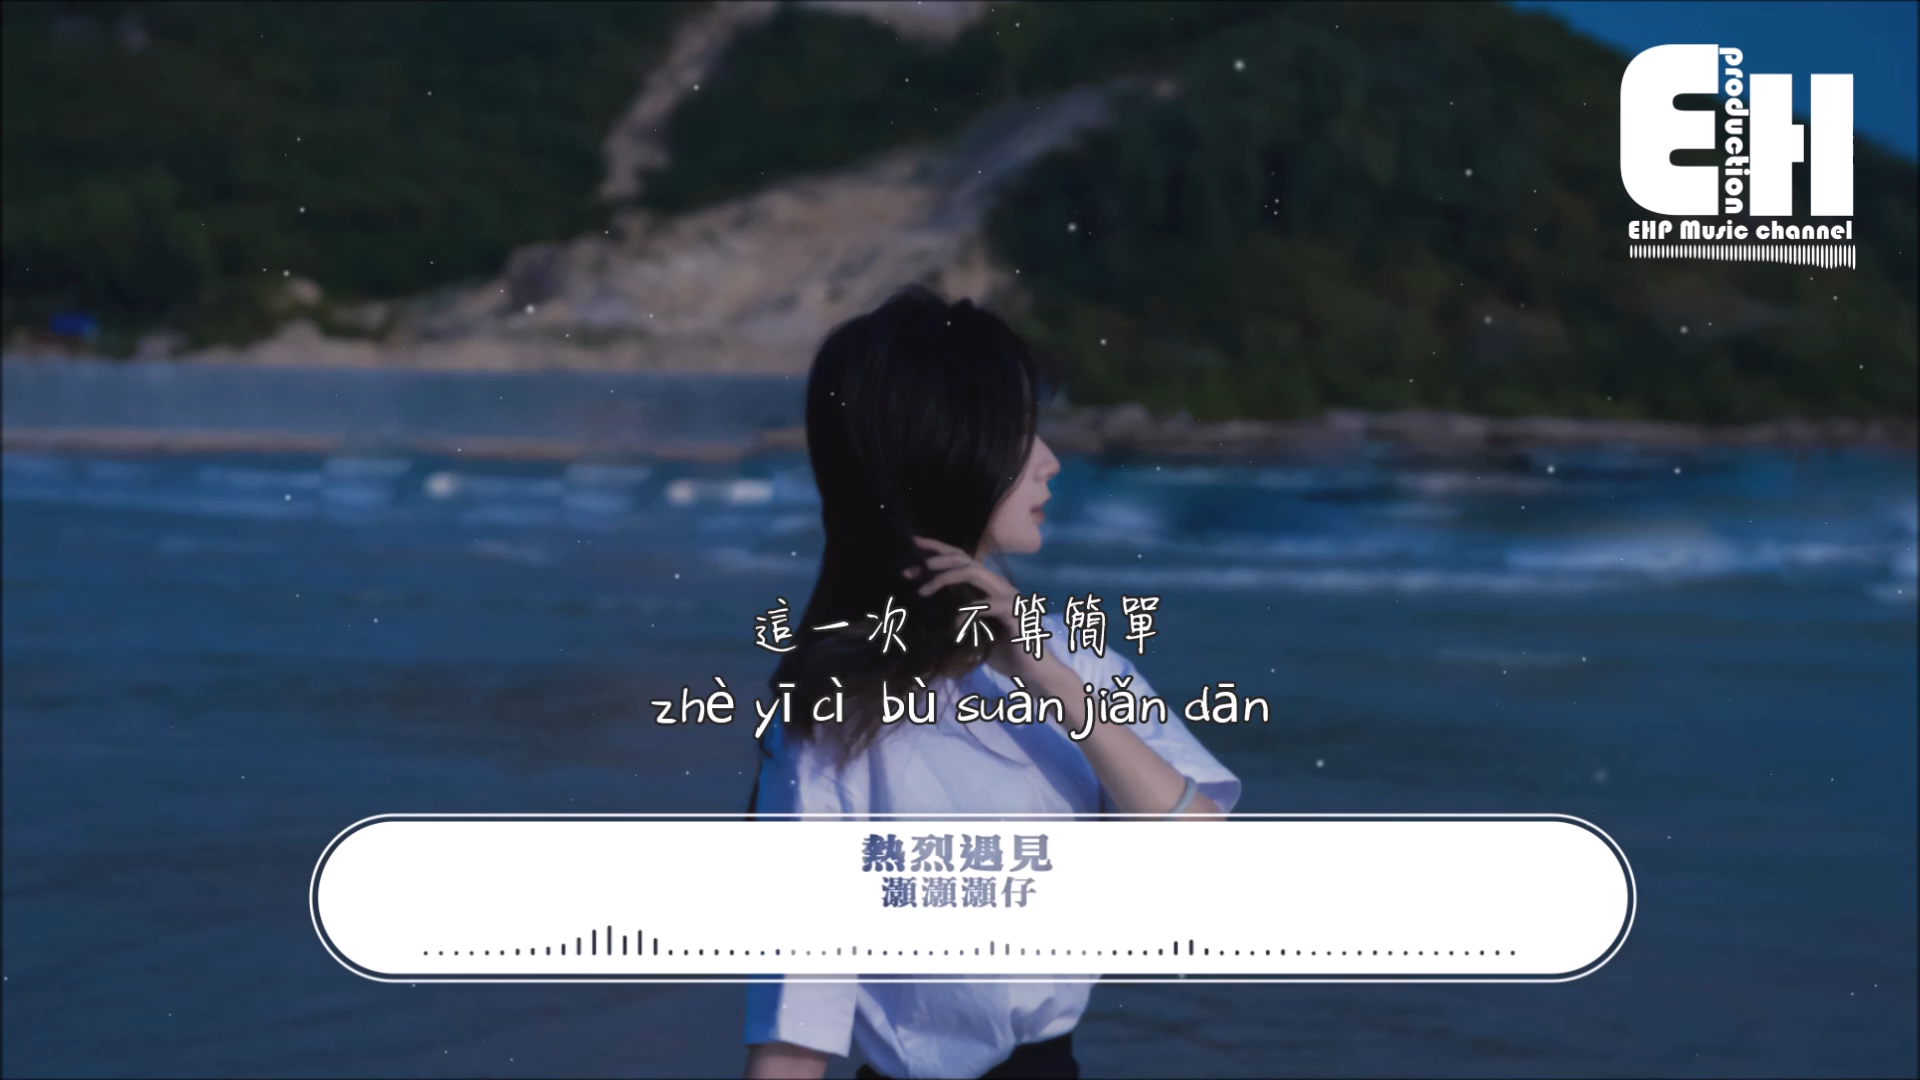 EH
production
EHP Music channel
這一次 不算簡單
zhè yī cì bù suàn jiǎn dān
熱烈遇見
灝灝灝仔